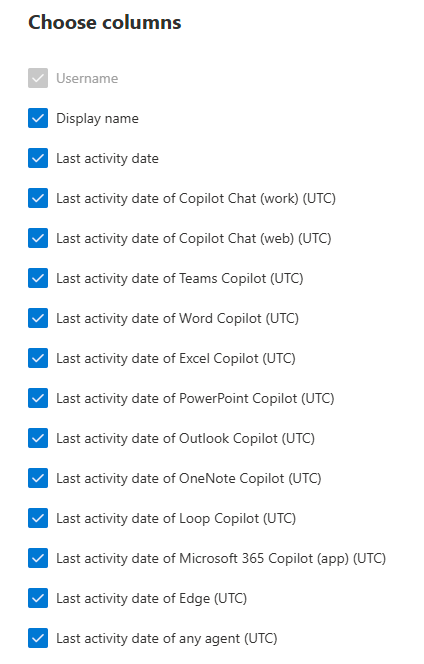 Choose columns
Username
Display name
Last activity date
Last activity date of Copilot Chat (work) (UTC)
Last activity date of Copilot Chat (web) (UTC)
Last activity date of Teams Copilot (UTC)
Last activity date of Word Copilot (UTC)
Last activity date of Excel Copilot (UTC)
Last activity date of PowerPoint Copilot (UTC)
Last activity date of Outlook Copilot (UTC)
Last activity date of OneNote Copilot (UTC)
Last activity date of Loop Copilot (UTC)
Last activity date of Microsoft 365 Copilot (app) (UTC)
Last activity date of Edge (UTC)
Last activity date of any agent (UTC)